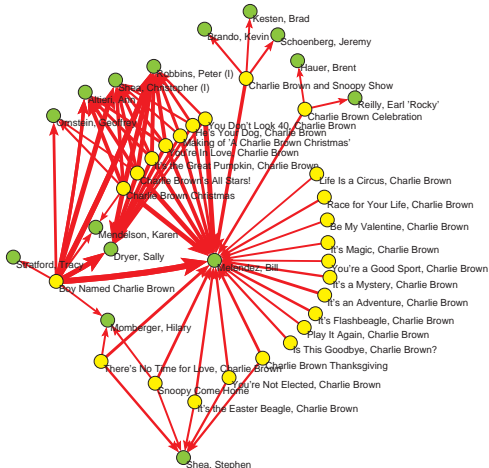 Kesten, Brad
Brando, Kevin
Schoenberg, Jeremy
Hauer, Brent
Robbins, Peter (I)
Shea, Christopher (I)
Charlie Brown and Snoopy Show
Altieri, Ann
Reilly, Earl 'Rocky'
Charlie Brown Celebration
Ornstein, Geoffrey
You Don't Look 40, Charlie Brown
He's Your Dog, Charlie Brown
Making of 'A Charlie Brown Christmas'
You're In Love, Charlie Brown
It's the Great Pumpkin, Charlie Brown
Charlie Brown's All Stars!
Life Is a Circus, Charlie Brown
Charlie Brown Christmas
Race for Your Life, Charlie Brown
Be My Valentine, Charlie Brown
Mendelson, Karen
It's Magic, Charlie Brown
Dryer, Sally
Stratford, Tracy
Melendez, Bill
You're a Good Sport, Charlie Brown
It's a Mystery, Charlie Brown
Boy Named Charlie Brown
It's an Adventure, Charlie Brown
It's Flashbeagle, Charlie Brown
Momberger, Hilary
Play It Again, Charlie Brown
Is This Goodbye, Charlie Brown?
There's No Time for Love, Charlie Brown
Charlie Brown Thanksgiving
You're Not Elected, Charlie Brown
Snoopy Come Home
It's the Easter Beagle, Charlie Brown
Shea, Stephen